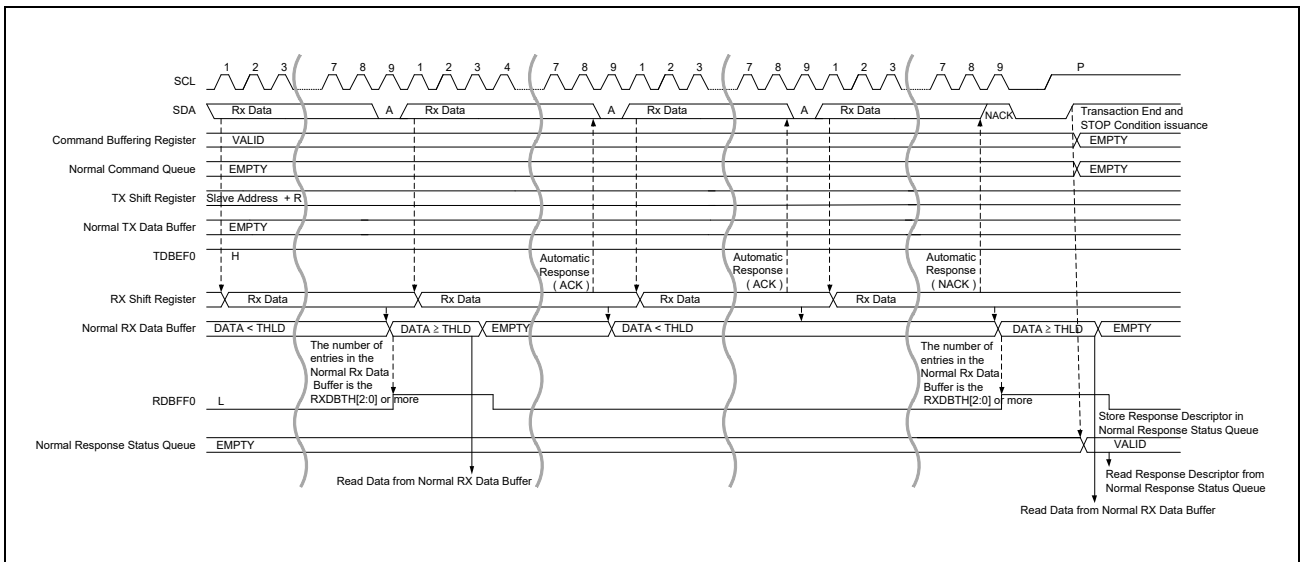 1 2 3 7 8 9 1 2 3 4 7 8 9 1 2 3 7 8 9 1 2 3 7 8 9 P
SCL
SDA Rx Data A Rx Data A Rx Data A Rx Data NACK Transaction End and
STOP Condition issuance
Command Buffering Register VALID EMPTY
Normal Command Queue EMPTY EMPTY
TX Shift Register Slave Address + R
Normal TX Data Buffer EMPTY
TDBEF0 H
Automatic
Response
( ACK )
Automatic
Response
( ACK )
Automatic
Response
( NACK )
RX Shift Register Rx Data Rx Data Rx Data Rx Data
Normal RX Data Buffer DATA < THLD DATA ≥ THLD EMPTY DATA < THLD DATA ≥ THLD EMPTY
The number of
entries in the
Normal Rx Data
Buffer is the
RXDBTH[2:0] or more
The number of
entries in the
Normal Rx Data
Buffer is the
RXDBTH[2:0] or more
RDBFF0 L
Store Response Descriptor in
Normal Response Status Queue
Normal Response Status Queue EMPTY VALID
Read Data from Normal RX Data Buffer
Read Response Descriptor from
Normal Response Status Queue
Read Data from Normal RX Data Buffer